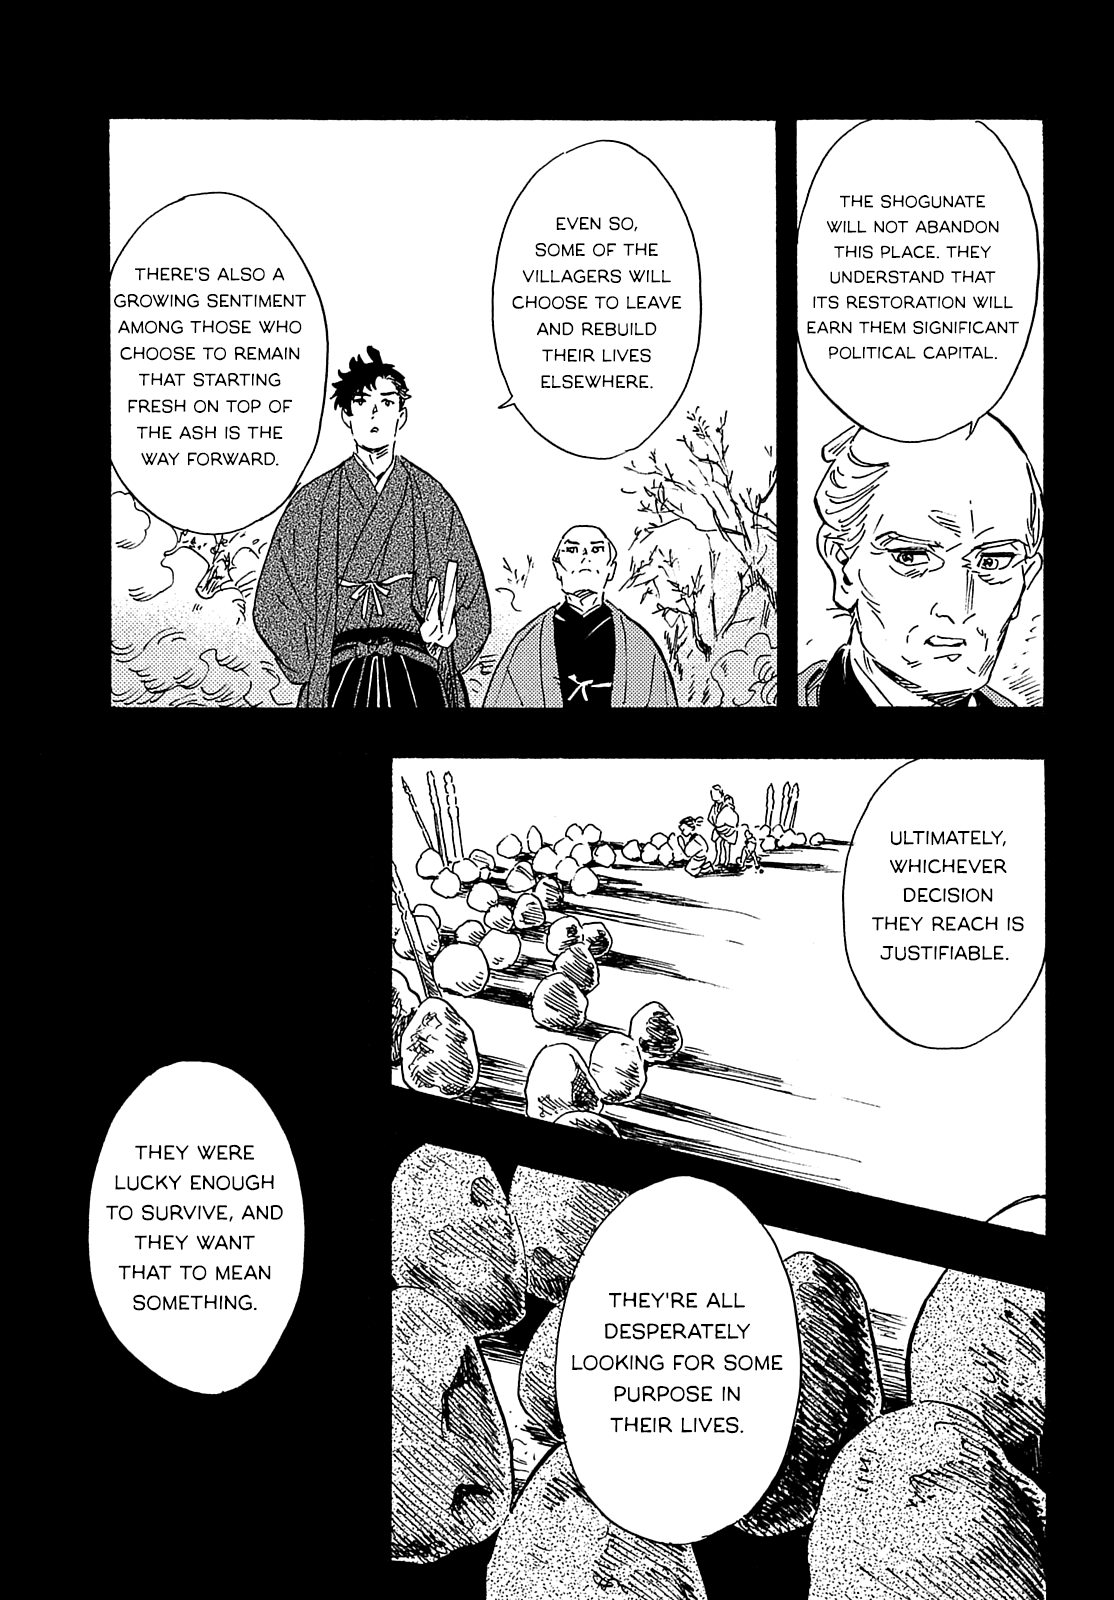 THE SHOGUNATE
WILL NOT ABANDON
THIS PLACE. THEY
UNDERSTAND THAT
ITS RESTORATION WILL
EARN THEM SIGNIFICANT
POLITICAL CAPITAL.
EVEN SO,
SOME OF THE
VILLAGERS WILL
CHOOSE TO LEAVE
AND REBUILD
THEIR LIVES
ELSEWHERE.
THERE'S ALSO A
GROWING SENTIMENT
AMONG THOSE WHO
CHOOSE TO REMAIN
THAT STARTING
FRESH ON TOP OF
THE ASH IS THE
WAY FORWARD.
ULTIMATELY,
WHICHEVER
DECISION
THEY REACH IS
JUSTIFIABLE.
THEY'RE ALL
DESPERATELY
LOOKING FOR SOME
PURPOSE IN
THEIR LIVES.
THEY WERE
LUCKY ENOUGH
TO SURVIVE, AND
THEY WANT
THAT TO MEAN
SOMETHING.